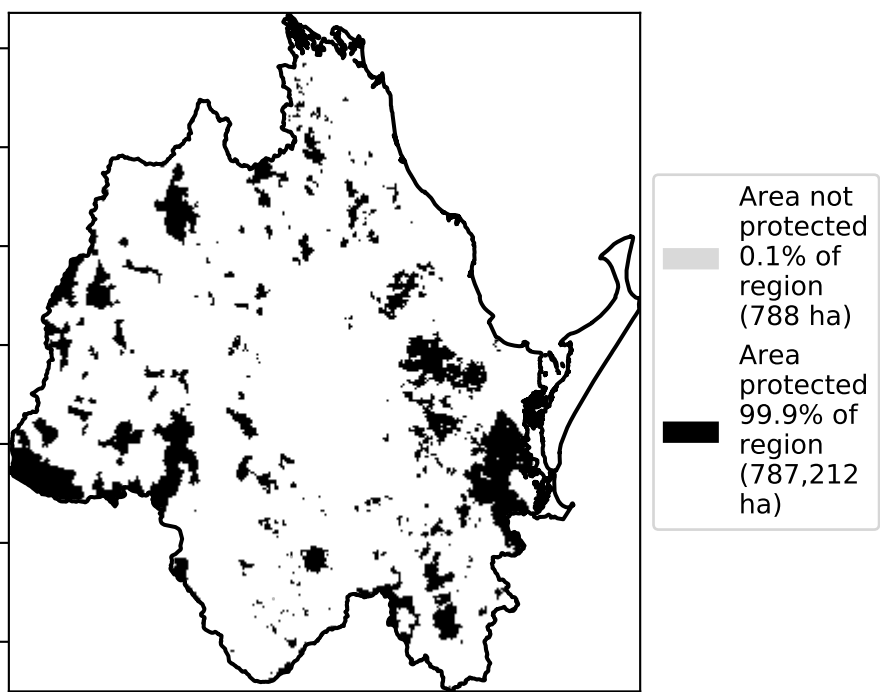 Area not
protected
0.1% of
region
(788 ha)
Area
protected
99.9% of
region
(787,212
ha)